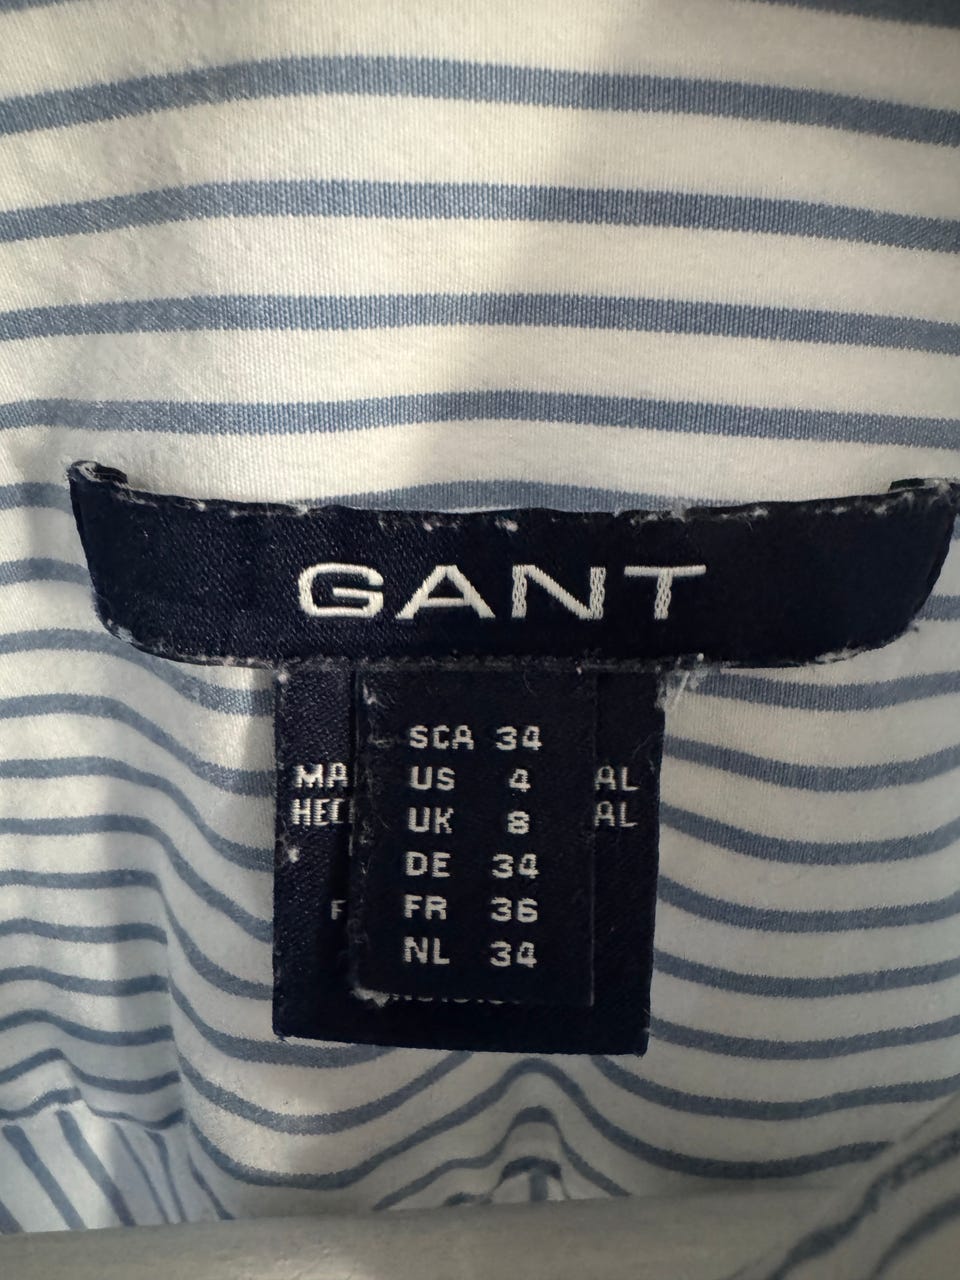 GANT
SCA 34
US 4
UK 8
DE 34
FR 36
NL 34